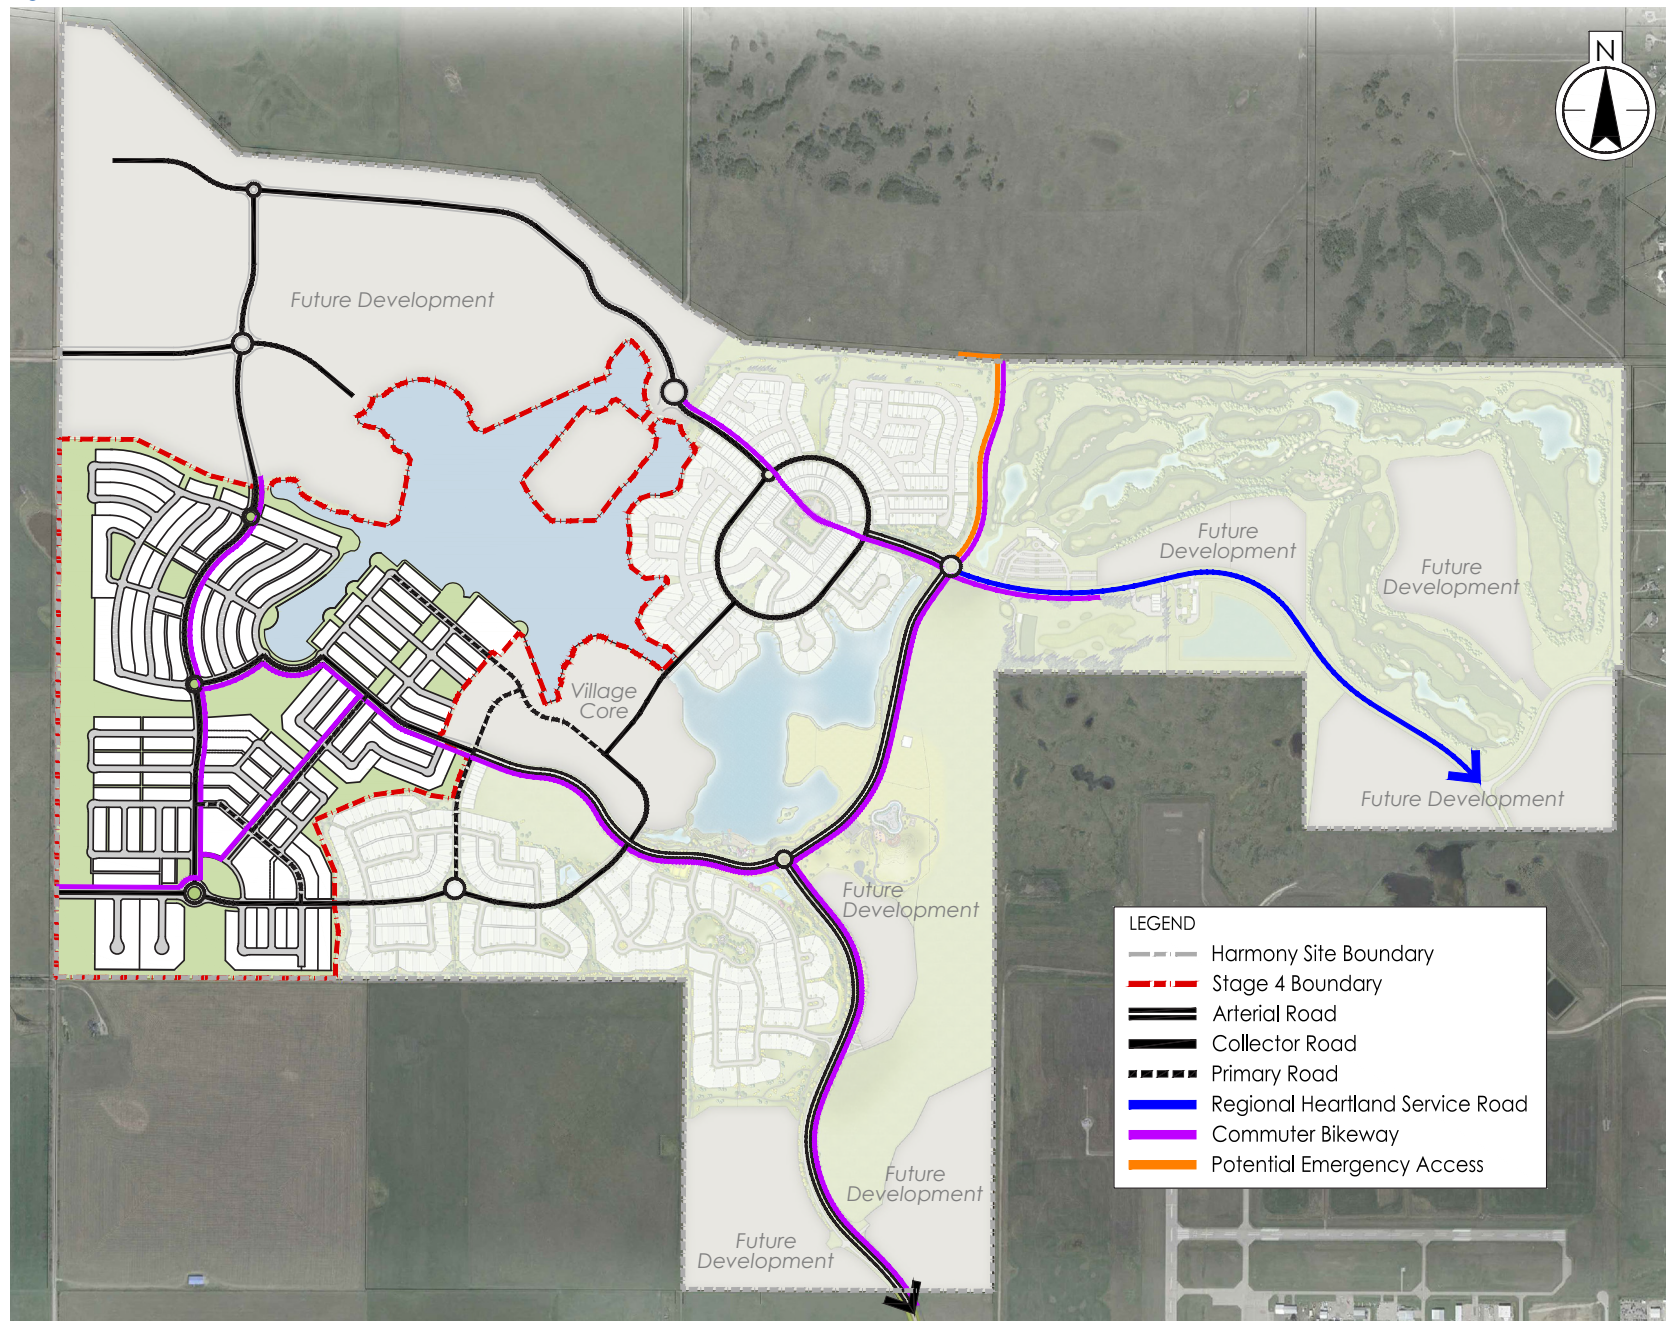 N
Future Development
Future
Development
Future
Development
Village
Core
Future Development
Future
Development
LEGEND
Harmony Site Boundary
Stage 4 Boundary
Arterial Road
Collector Road
Primary Road
Regional Heartland Service Road
Commuter Bikeway
Potential Emergency Access
Future
Development
Future
Development